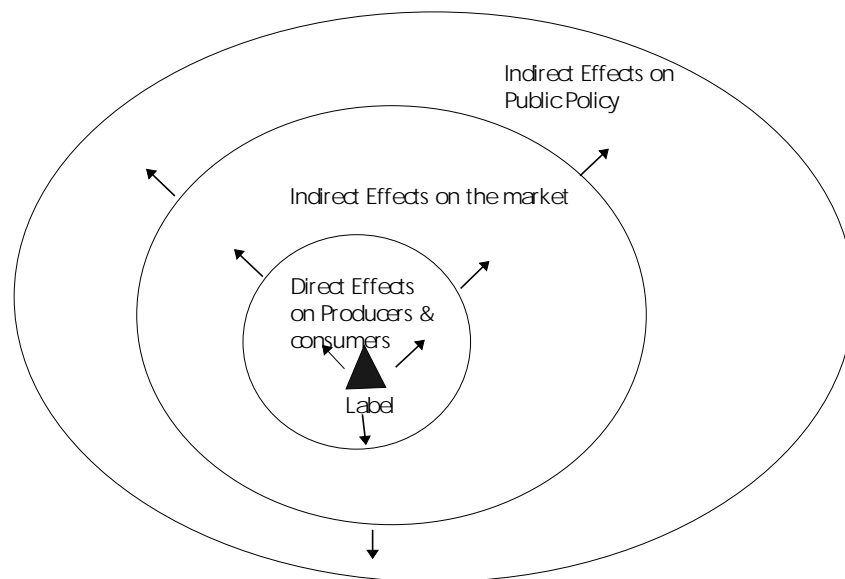 Indirect Effects on
Public Policy
Indirect Effects on the market
Direct Effects
on Producers &
consumers
Label